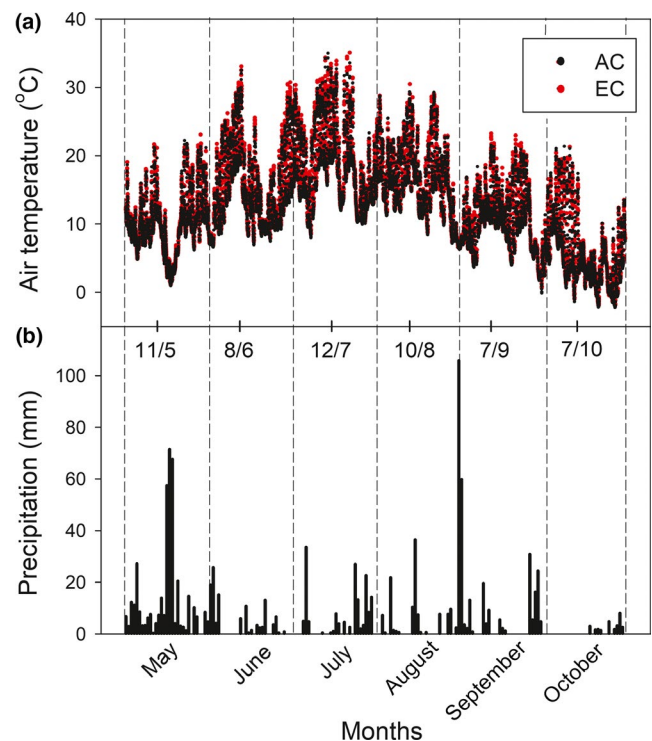 (a)
40
30
20
10
0
Air temperature (°C)
AC
EC
(b)
11/5 8/6 12/7 10/8 7/9 7/10
100
80
60
40
20
0
Precipitation (mm)
May June July August September October
Months